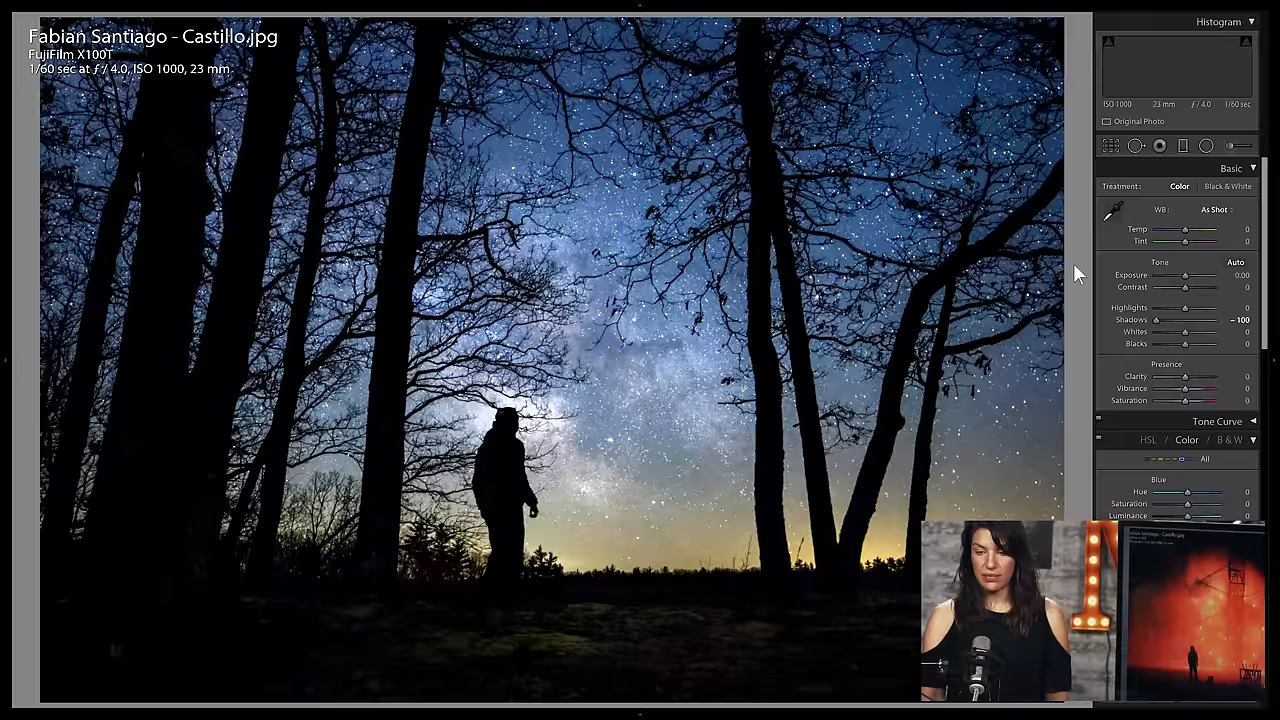 Fabian Santiago - Castillo.jpg
FujiFilm X100T
1/60 sec at ƒ / 4.0, ISO 1000, 23 mm
Histogram
ISO 1000 23 mm ƒ / 4.0 1/60 sec
Original Photo
Basic
Treatment : Color | Black & White
WB : As Shot
Temp 0
Tint 0
Tone Auto
Exposure 0.00
Contrast 0
Highlights 0
Shadows – 100
Whites 0
Blacks 0
Presence
Clarity 0
Vibrance 0
Saturation 0
Tone Curve
HSL / Color / B & W
All
Blue
Hue 0
Saturation 0
Luminance 0